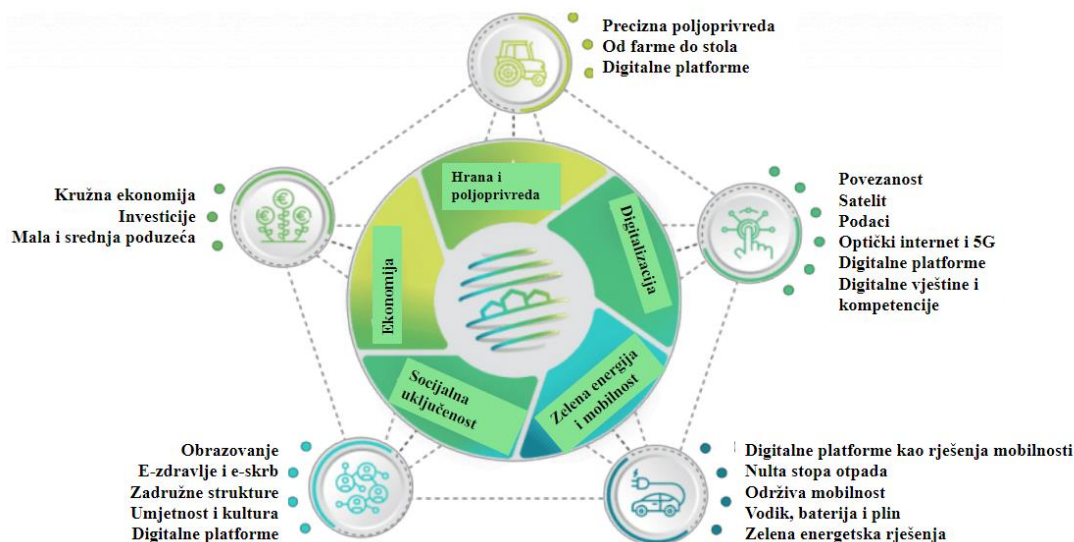 Precizna poljoprivreda
Od farme do stola
Digitalne platforme
Kružna ekonomija
Investicije
Mala i srednja poduzeća
Hrana i
poljoprivreda
Digitalizacija
Ekonomija
Socijalna
uključenost
Zelena energija
i mobilnost
Povezanost
Satelit
Podaci
Optički internet i 5G
Digitalne platforme
Digitalne vještine i
kompetencije
Obrazovanje
E-zdravlje i e-skrb
Zadružne strukture
Umjetnost i kultura
Digitalne platforme
Digitalne platforme kao rješenja mobilnosti
Nulta stopa otpada
Održiva mobilnost
Vodik, baterija i plin
Zelena energetska rješenja